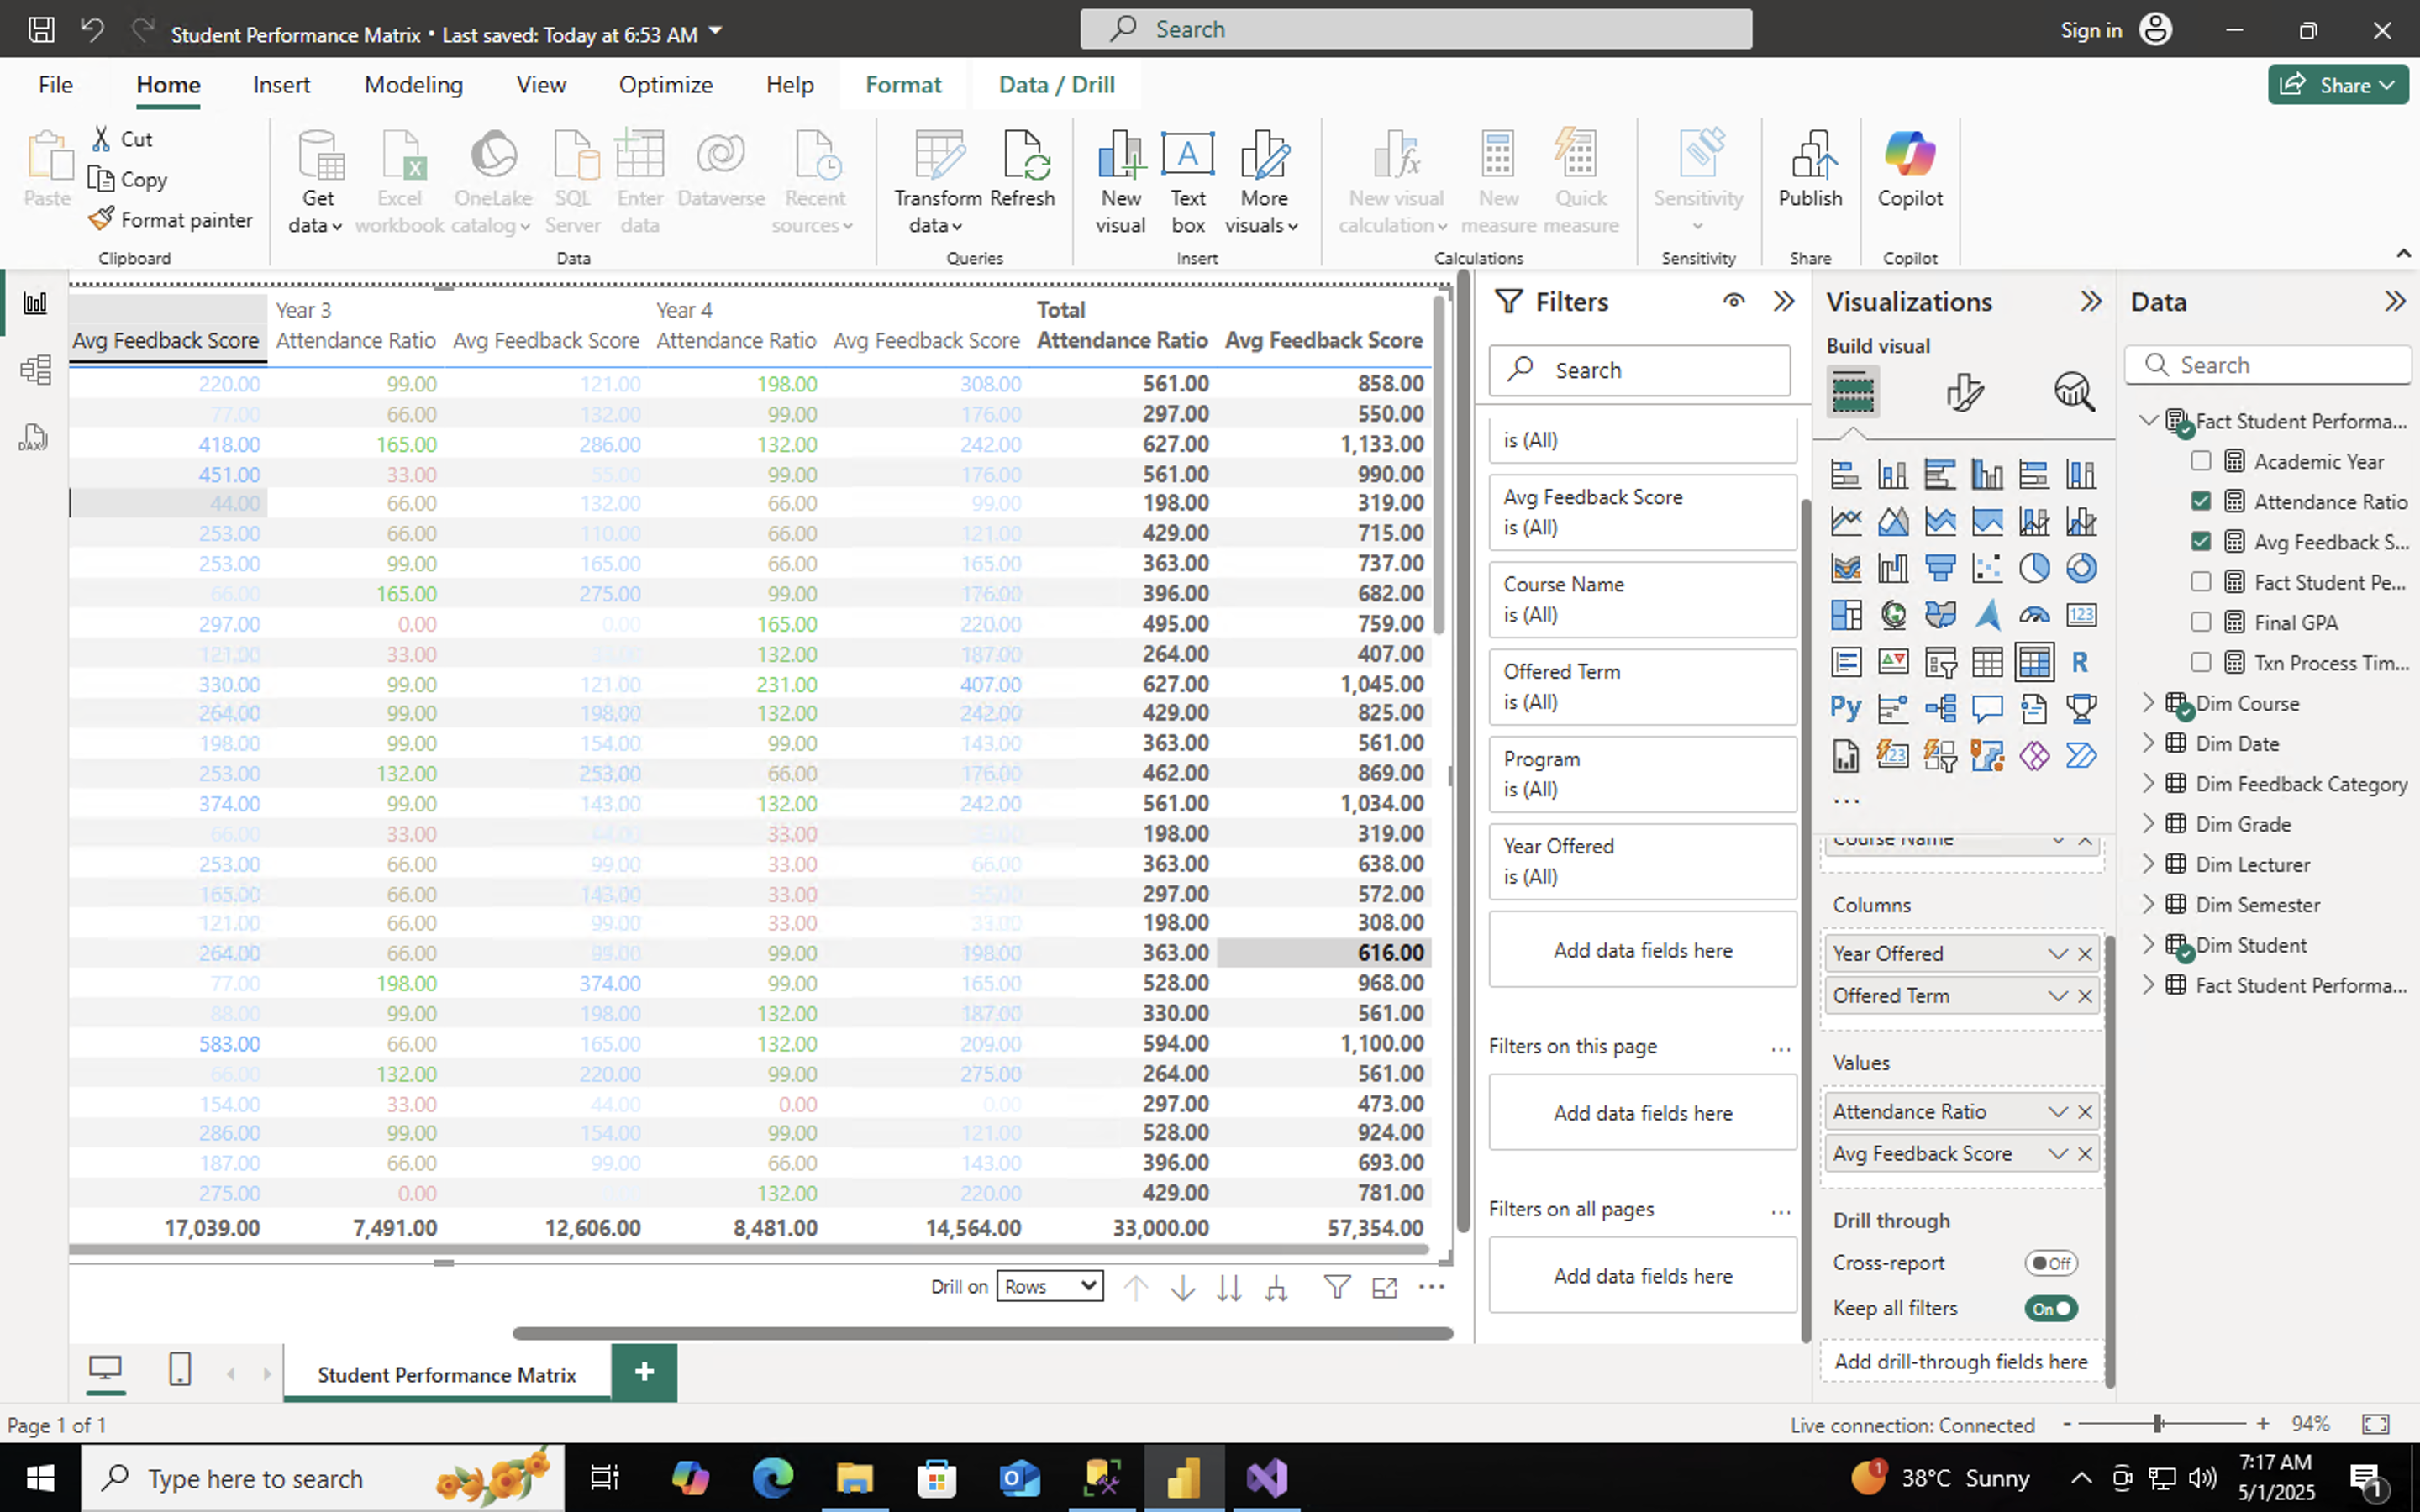 Student Performance Matrix • Last saved: Today at 6:53 AM
Search
Sign in
File
Home
Insert
Modeling
View
Optimize
Help
Format
Data / Drill
Share
Paste
Cut
Copy
Format painter
Clipboard
Get data
Excel workbook
OneLake catalog
SQL Server
Enter data
Dataverse
Recent sources
Data
Transform data
Refresh
Queries
New visual
Text box
More visuals
Insert
New visual calculation
New measure
Quick measure
Calculations
Sensitivity
Sensitivity
Publish
Share
Copilot
Copilot
Year 3 Year 4 Total
Avg Feedback Score Attendance Ratio Avg Feedback Score Attendance Ratio Avg Feedback Score Attendance Ratio Avg Feedback Score
220.00 99.00 121.00 198.00 308.00 561.00 858.00
77.00 66.00 132.00 99.00 176.00 297.00 550.00
418.00 165.00 286.00 132.00 242.00 627.00 1,133.00
451.00 33.00 55.00 99.00 176.00 561.00 990.00
44.00 66.00 132.00 66.00 99.00 198.00 319.00
253.00 66.00 110.00 66.00 121.00 429.00 715.00
253.00 99.00 165.00 66.00 165.00 363.00 737.00
66.00 165.00 275.00 99.00 176.00 396.00 682.00
297.00 0.00 0.00 165.00 220.00 495.00 759.00
121.00 33.00 132.00 187.00 264.00 407.00
330.00 99.00 121.00 231.00 407.00 627.00 1,045.00
264.00 99.00 198.00 132.00 242.00 429.00 825.00
198.00 99.00 154.00 99.00 143.00 363.00 561.00
253.00 132.00 253.00 66.00 176.00 462.00 869.00
374.00 99.00 143.00 132.00 242.00 561.00 1,034.00
66.00 33.00 44.00 33.00 198.00 319.00
253.00 66.00 99.00 33.00 66.00 363.00 638.00
165.00 66.00 143.00 33.00 55.00 297.00 572.00
121.00 66.00 99.00 33.00 33.00 198.00 308.00
264.00 66.00 99.00 99.00 198.00 363.00 616.00
77.00 198.00 374.00 99.00 165.00 528.00 968.00
88.00 99.00 198.00 132.00 187.00 330.00 561.00
583.00 66.00 165.00 132.00 209.00 594.00 1,100.00
66.00 132.00 220.00 99.00 275.00 264.00 561.00
154.00 33.00 44.00 0.00 0.00 297.00 473.00
286.00 99.00 154.00 99.00 121.00 528.00 924.00
187.00 66.00 99.00 66.00 143.00 396.00 693.00
275.00 0.00 132.00 220.00 429.00 781.00
17,039.00 7,491.00 12,606.00 8,481.00 14,564.00 33,000.00 57,354.00
Drill on Rows
Filters
Search
is (All)
Avg Feedback Score
is (All)
Course Name
is (All)
Offered Term
is (All)
Program
is (All)
Year Offered
is (All)
Add data fields here
Filters on this page
Add data fields here
Filters on all pages
Add data fields here
Visualizations
Build visual
123
R
Py
123
Course Name
Columns
Year Offered
Offered Term
Values
Attendance Ratio
Avg Feedback Score
Drill through
Cross-report Off
Keep all filters On
Add drill-through fields here
Data
Search
Fact Student Performa...
Academic Year
Attendance Ratio
Avg Feedback S...
Fact Student Pe...
Final GPA
Txn Process Tim...
Dim Course
Dim Date
Dim Feedback Category
Dim Grade
Dim Lecturer
Dim Semester
Dim Student
Fact Student Performa...
DAX
Student Performance Matrix
+
Page 1 of 1
Live connection: Connected
- + 94%
Type here to search
1 38°C Sunny
7:17 AM
5/1/2025
1